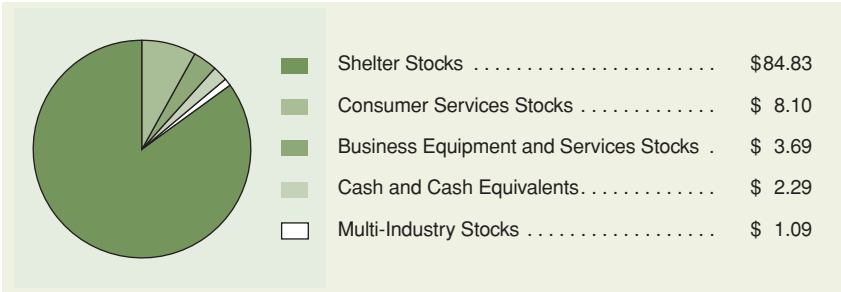 Shelter Stocks . . . . . . . . . . . . . . . . . . . . . . . $84.83
Consumer Services Stocks . . . . . . . . . . . . . $ 8.10
Business Equipment and Services Stocks . $ 3.69
Cash and Cash Equivalents. . . . . . . . . . . . . $ 2.29
Multi-Industry Stocks . . . . . . . . . . . . . . . . . . $ 1.09